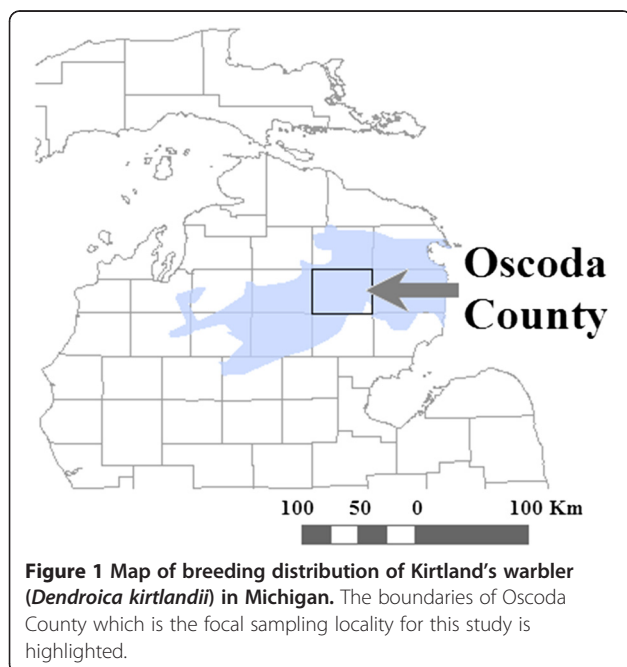 Oscoda
County
100 50 0 100 Km
Figure 1 Map of breeding distribution of Kirtland's warbler
(Dendroica kirtlandii) in Michigan. The boundaries of Oscoda
County which is the focal sampling locality for this study is
highlighted.